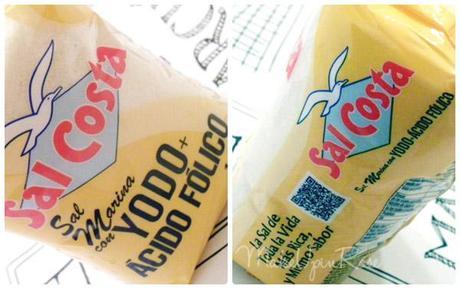 Sal Costa
Sal
Marina
con YODO+
ÁCIDO FÓLICO
Sal Costa
Sal Marina con YODO+ÁCIDO FÓLICO
La Sal de
toda la Vida
Más Rica,
y Mismo Sabor